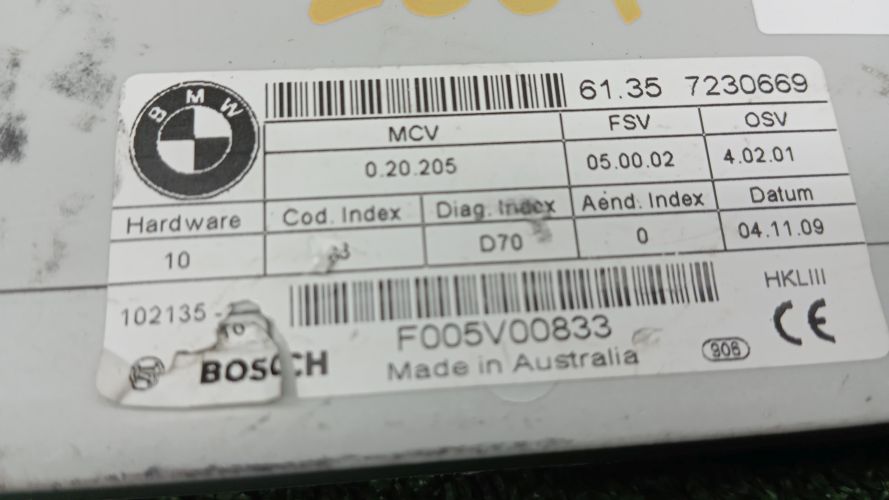 BMW
61.35 7230669
MCV FSV OSV
0.20.205 05.00.02 4.02.01
Hardware Cod. Index Diag. Index Aend. Index Datum
10 D70 0 04.11.09
HKLIII
102135 -
F005V00833
BOSCH Made in Australia 906 CE